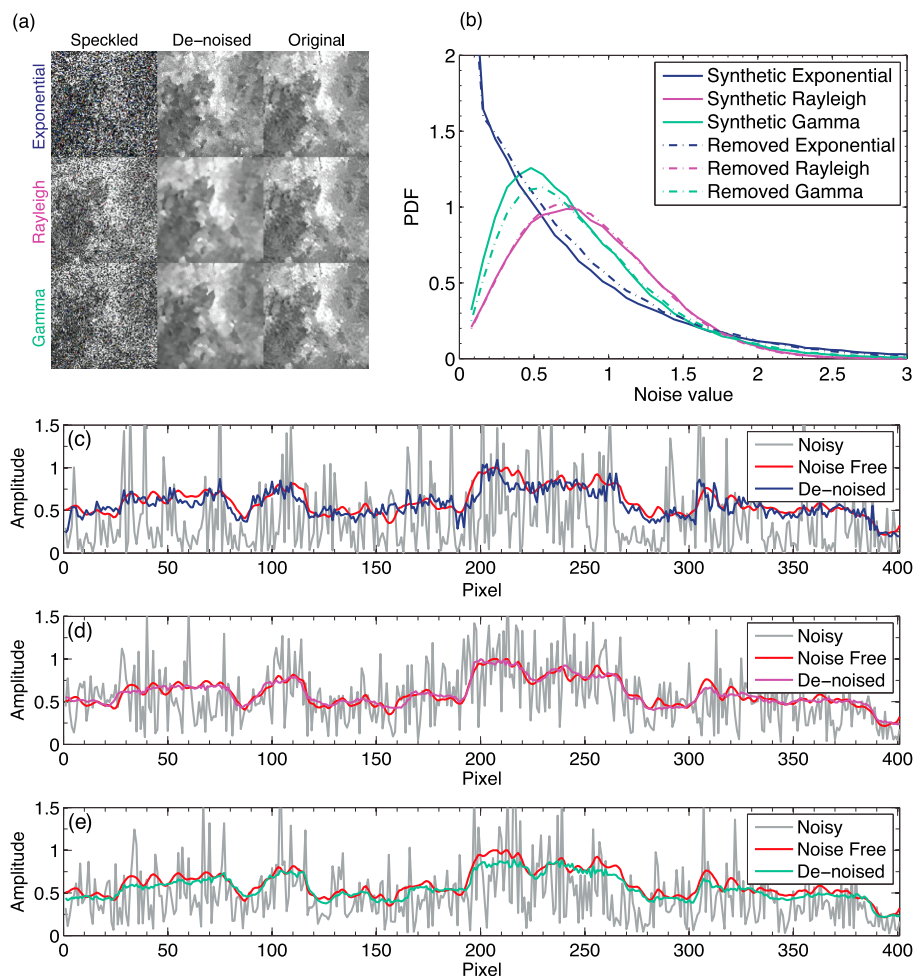 (a)
Speckled De-noised Original
Exponential
Rayleigh
Gamma
(b)
2
1.5
1
0.5
0
PDF
0 0.5 1 1.5 2 2.5 3
Noise value
Synthetic Exponential
Synthetic Rayleigh
Synthetic Gamma
Removed Exponential
Removed Rayleigh
Removed Gamma
(c)
1.5
1
0.5
0
Amplitude
0 50 100 150 200 250 300 350 400
Pixel
Noisy
Noise Free
De-noised
(d)
1.5
1
0.5
0
Amplitude
0 50 100 150 200 250 300 350 400
Pixel
Noisy
Noise Free
De-noised
(e)
1.5
1
0.5
0
Amplitude
0 50 100 150 200 250 300 350 400
Pixel
Noisy
Noise Free
De-noised